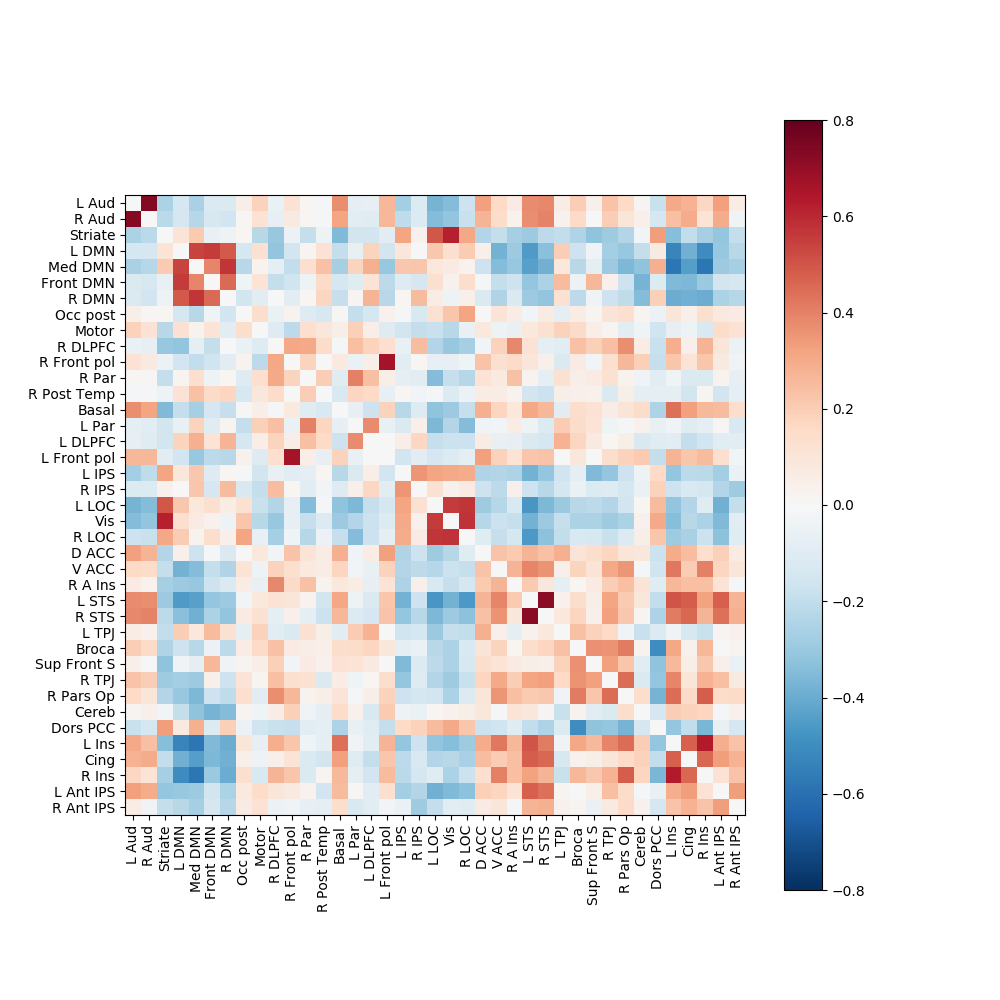 L Aud
R Aud
Striate
L DMN
Med DMN
Front DMN
R DMN
Occ post
Motor
R DLPFC
R Front pol
R Par
R Post Temp
Basal
L Par
L DLPFC
L Front pol
L IPS
R IPS
L LOC
Vis
R LOC
D ACC
V ACC
R A Ins
L STS
R STS
L TPJ
Broca
Sup Front S
R TPJ
R Pars Op
Cereb
Dors PCC
L Ins
Cing
R Ins
L Ant IPS
R Ant IPS
L Aud
R Aud
Striate
L DMN
Med DMN
Front DMN
R DMN
Occ post
Motor
R DLPFC
R Front pol
R Par
R Post Temp
Basal
L Par
L DLPFC
L Front pol
L IPS
R IPS
L LOC
Vis
R LOC
D ACC
V ACC
R A Ins
L STS
R STS
L TPJ
Broca
Sup Front S
R TPJ
R Pars Op
Cereb
Dors PCC
L Ins
Cing
R Ins
L Ant IPS
R Ant IPS
0.8
0.6
0.4
0.2
0.0
−0.2
−0.4
−0.6
−0.8